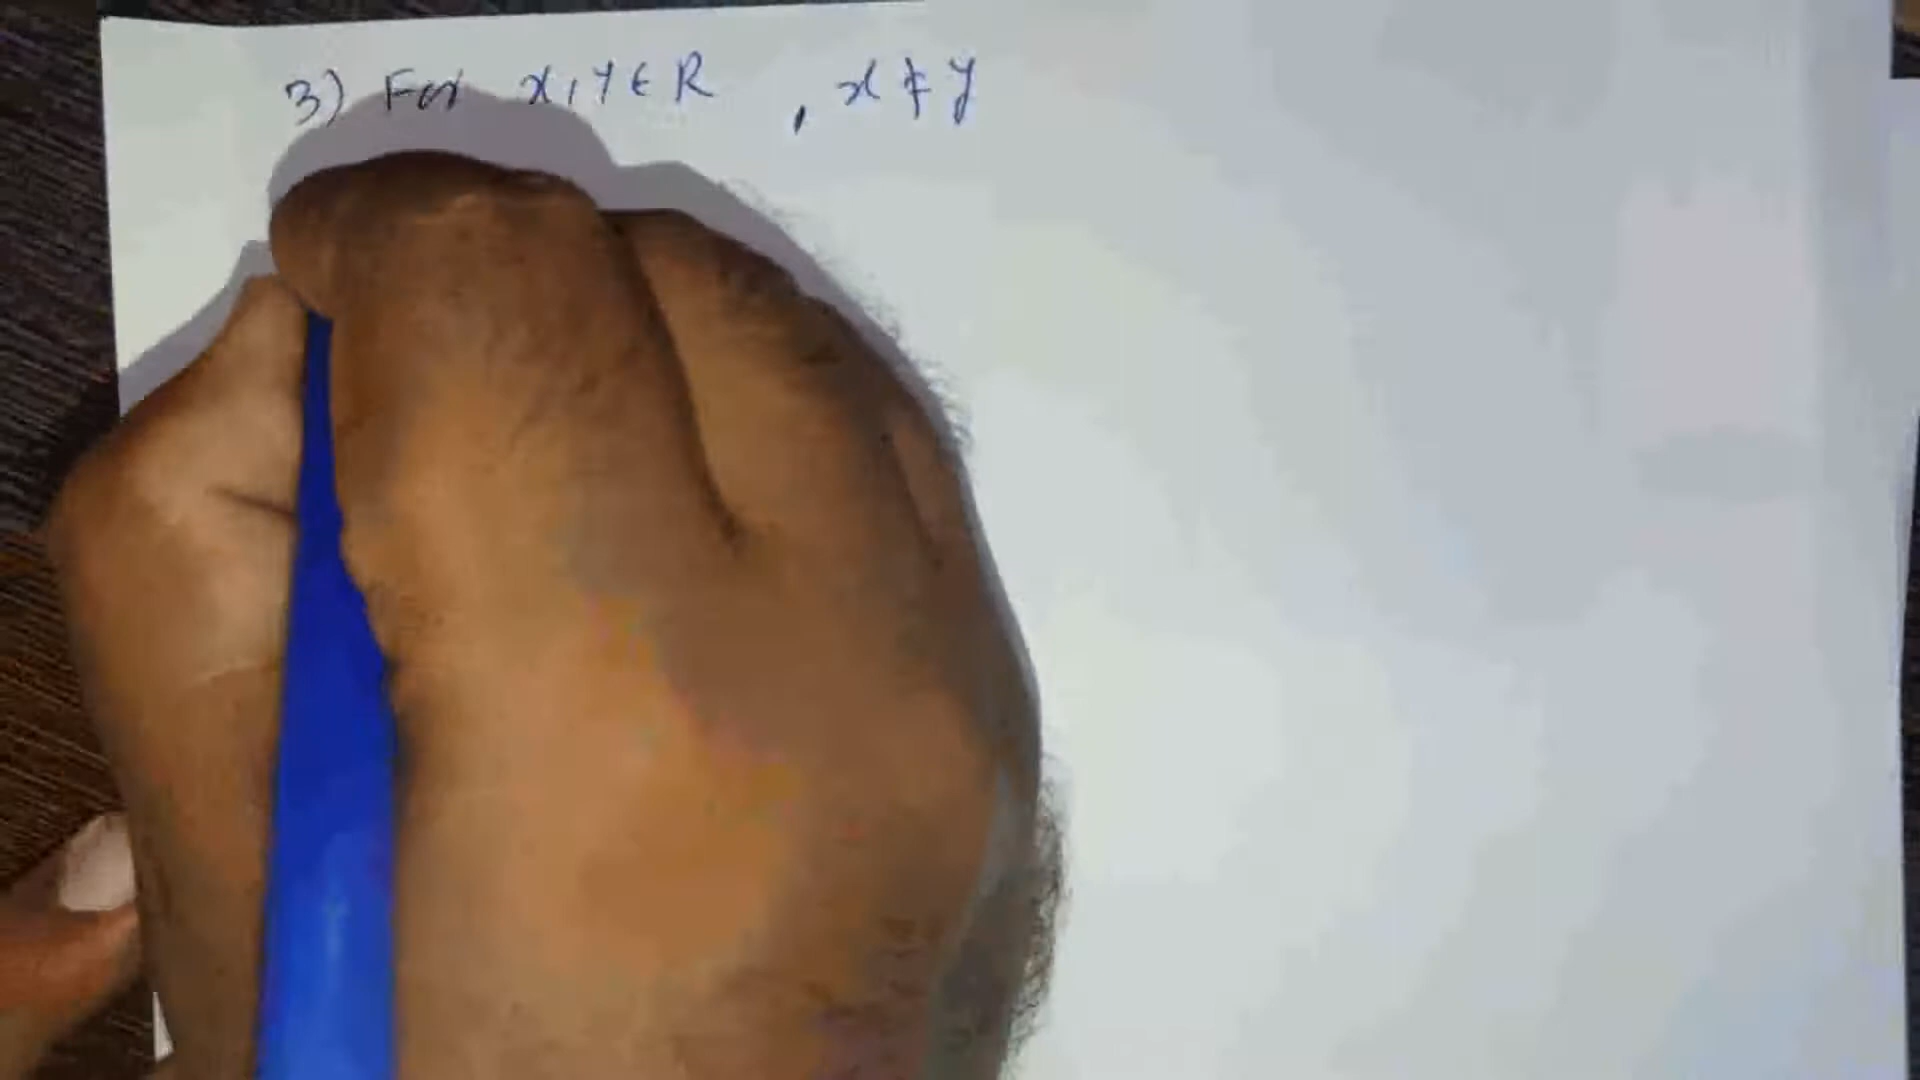 3) For x, y ∈ R , x ≠ y